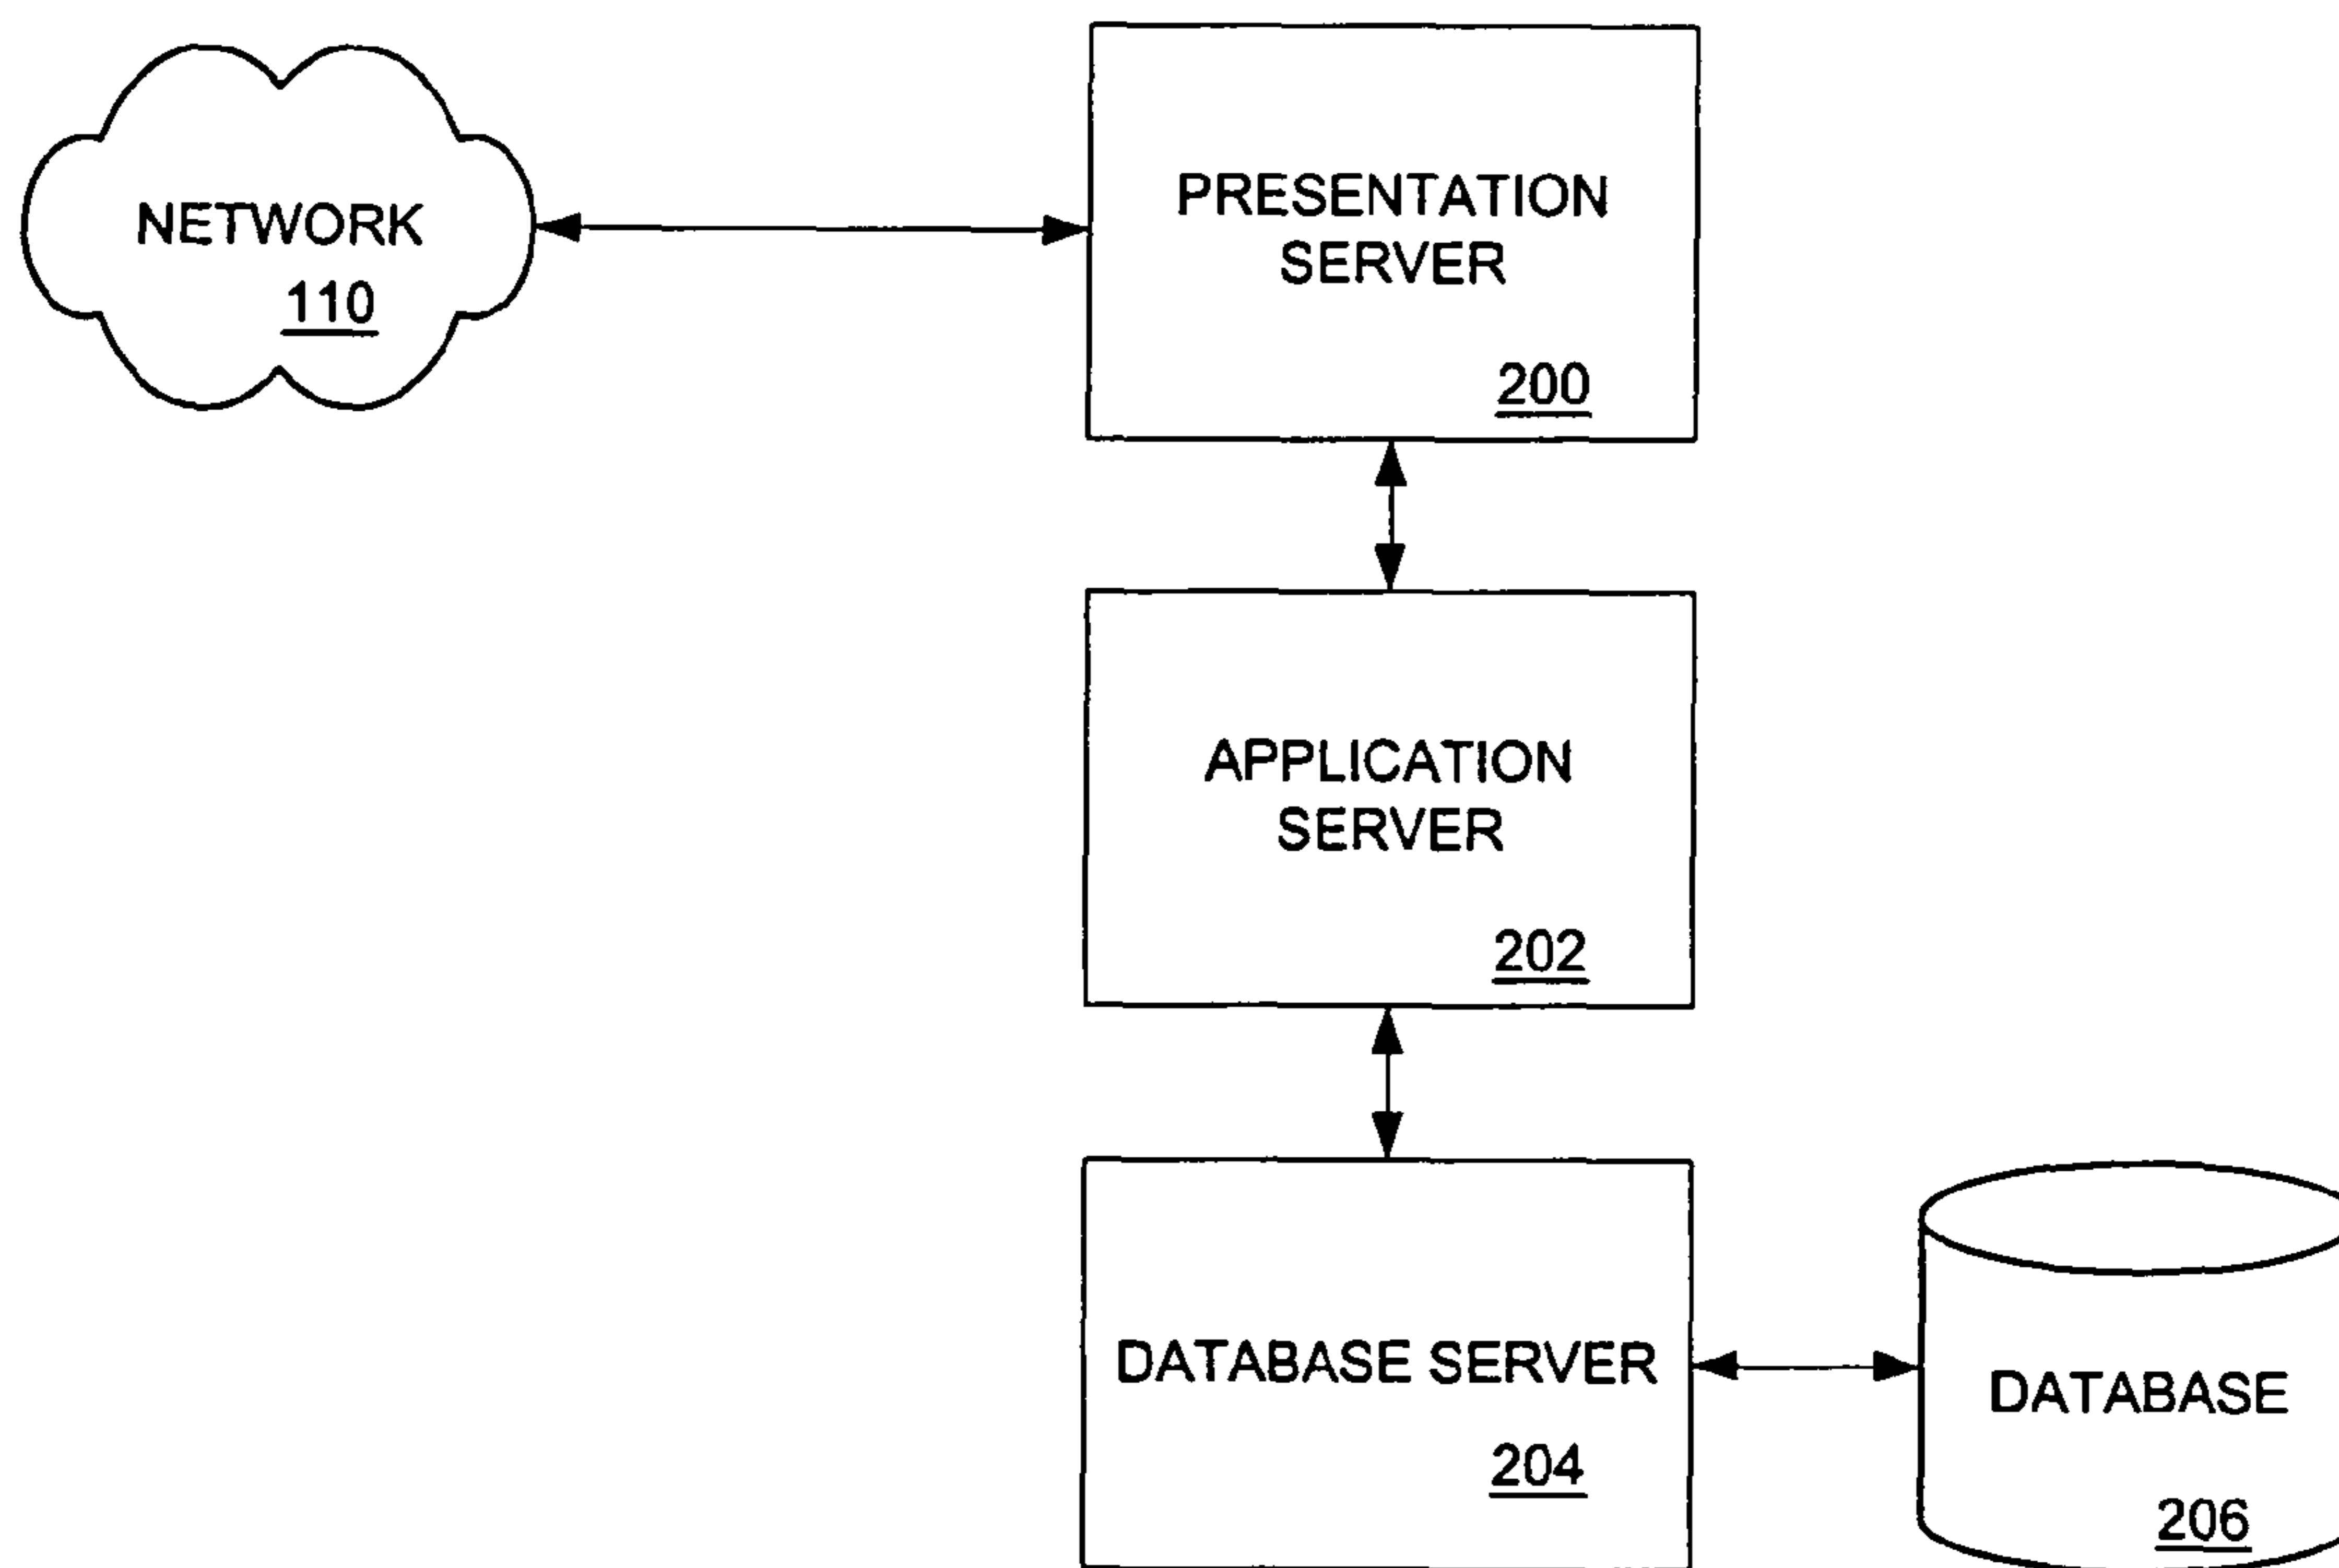 NETWORK
110
PRESENTATION
SERVER
200
APPLICATION
SERVER
202
DATABASE SERVER
204
DATABASE
206